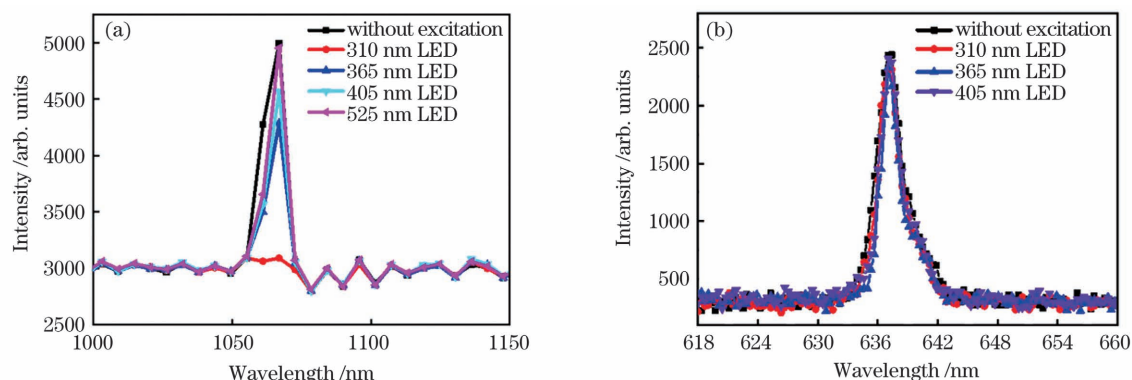 (a)
without excitation
310 nm LED
365 nm LED
405 nm LED
525 nm LED
5000
4500
4000
3500
3000
2500
Intensity /arb. units
1000
1050
1100
1150
Wavelength /nm
(b)
without excitation
310 nm LED
365 nm LED
405 nm LED
2500
2000
1500
1000
500
Intensity /arb. units
618
624
630
636
642
648
654
660
Wavelength /nm